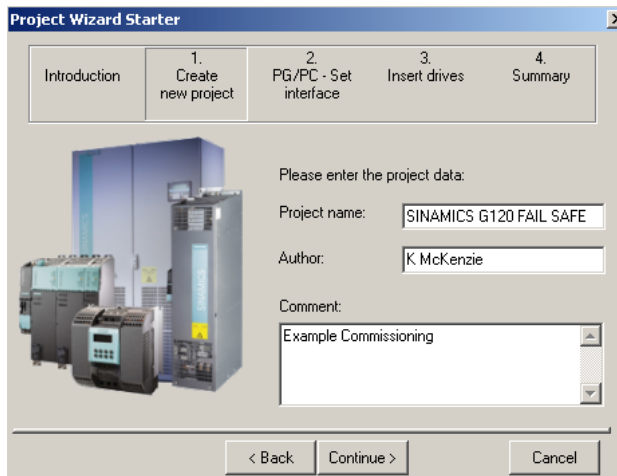 Project Wizard Starter
Introduction
1.
Create
new project
2.
PG/PC - Set
interface
3.
Insert drives
4.
Summary
Please enter the project data:
Project name:
SINAMICS G120 FAIL SAFE
Author:
K McKenzie
Comment:
Example Commissioning
SINAMICS
< Back
Continue >
Cancel